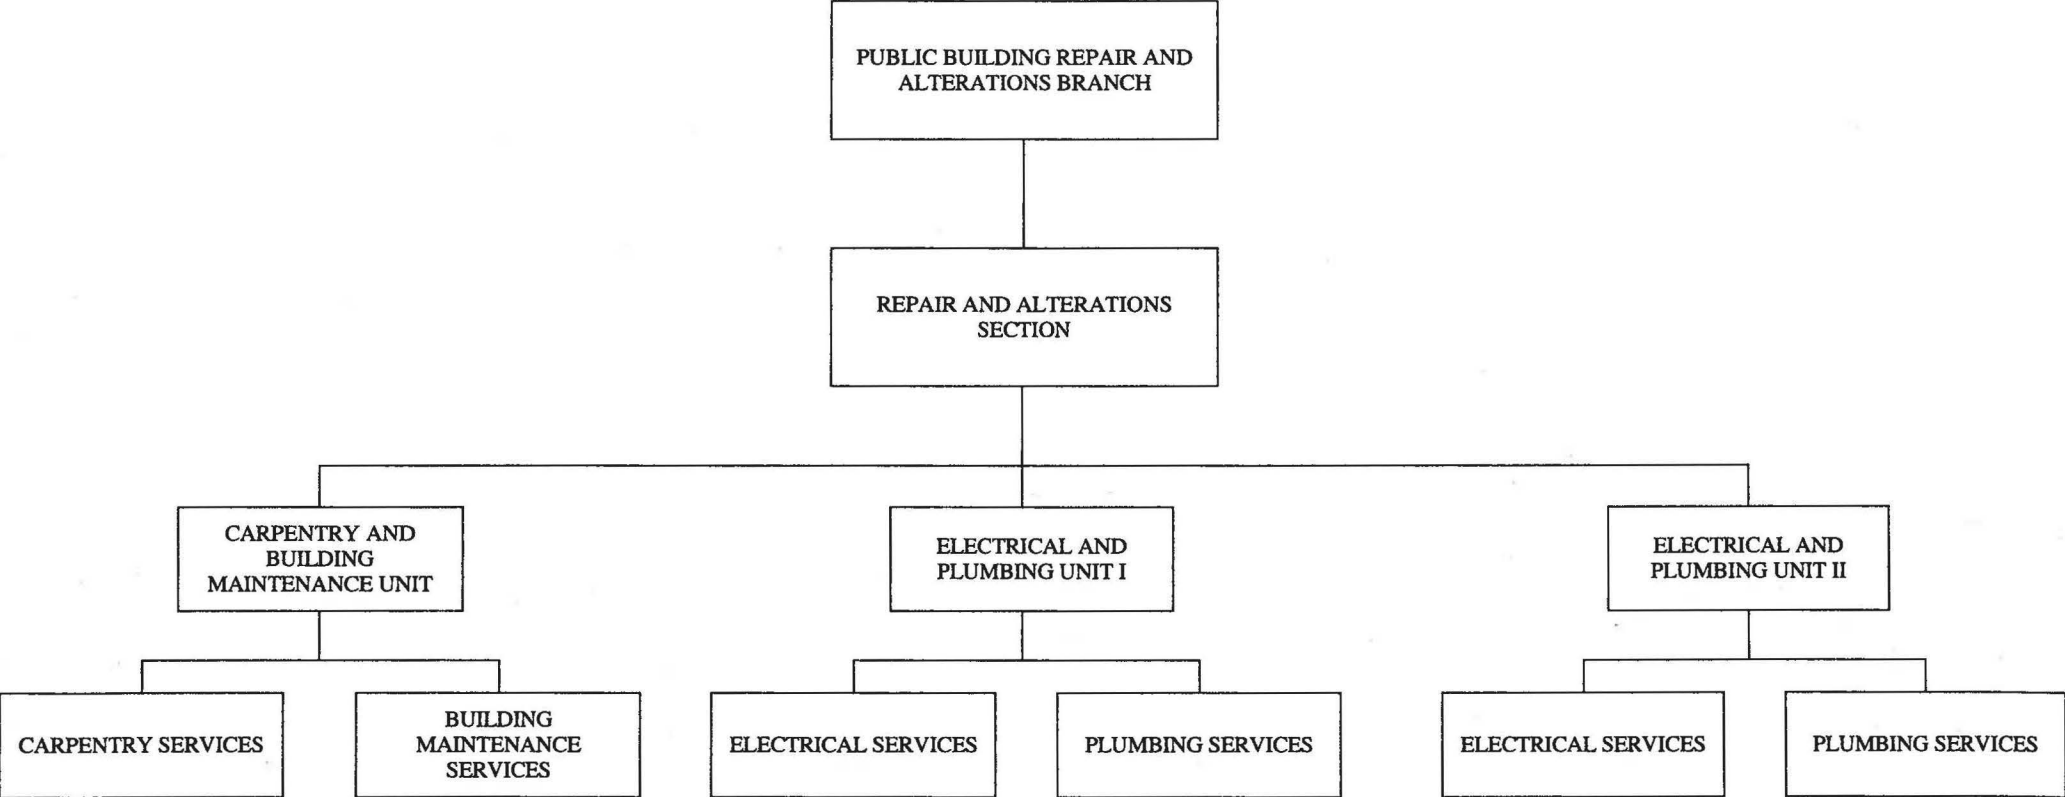 PUBLIC BUILDING REPAIR AND
ALTERATIONS BRANCH
REPAIR AND ALTERATIONS
SECTION
CARPENTRY AND
BUILDING
MAINTENANCE UNIT
ELECTRICAL AND
PLUMBING UNIT I
ELECTRICAL AND
PLUMBING UNIT II
CARPENTRY SERVICES
BUILDING
MAINTENANCE
SERVICES
ELECTRICAL SERVICES
PLUMBING SERVICES
ELECTRICAL SERVICES
PLUMBING SERVICES